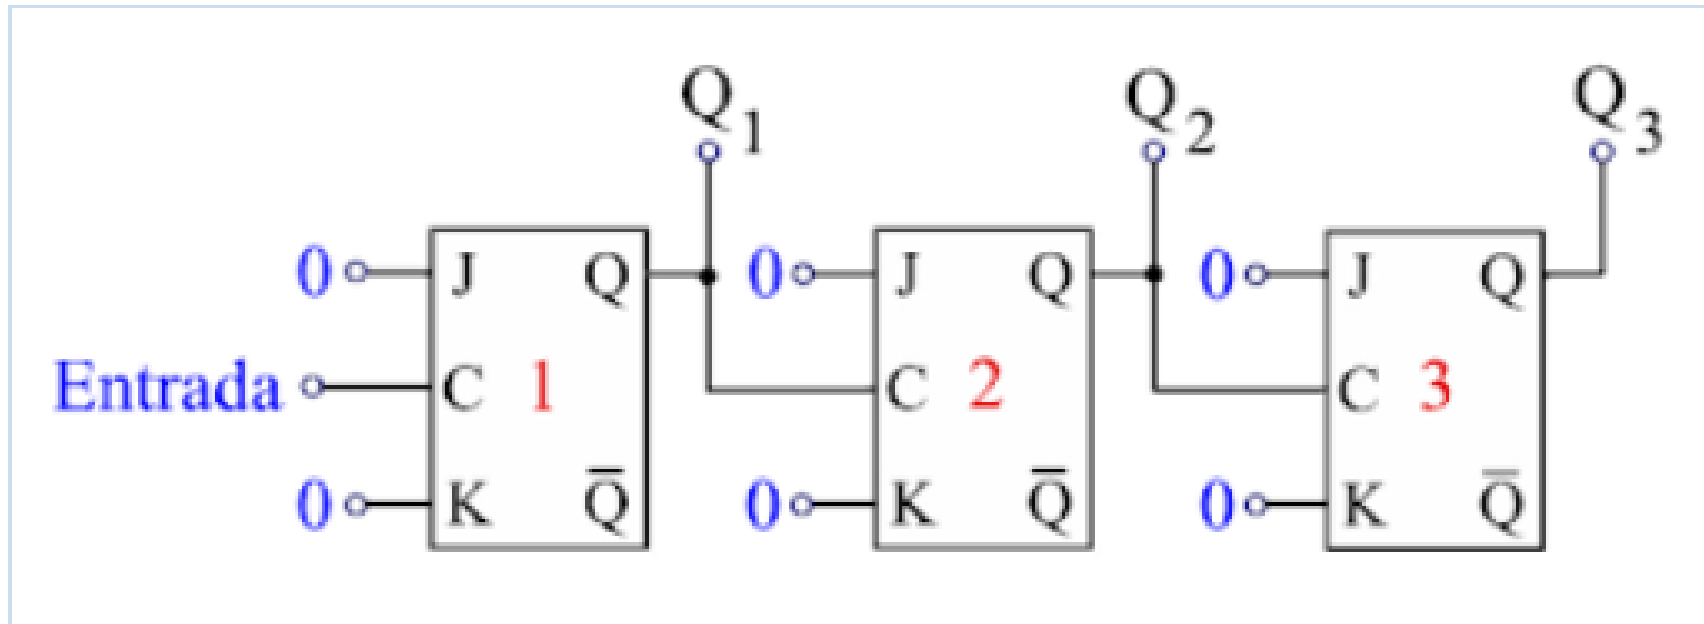 Q1 Q2 Q3
0 J Q 0 J Q 0 J Q
Entrada C 1 C 2 C 3
0 K Q̅ 0 K Q̅ 0 K Q̅